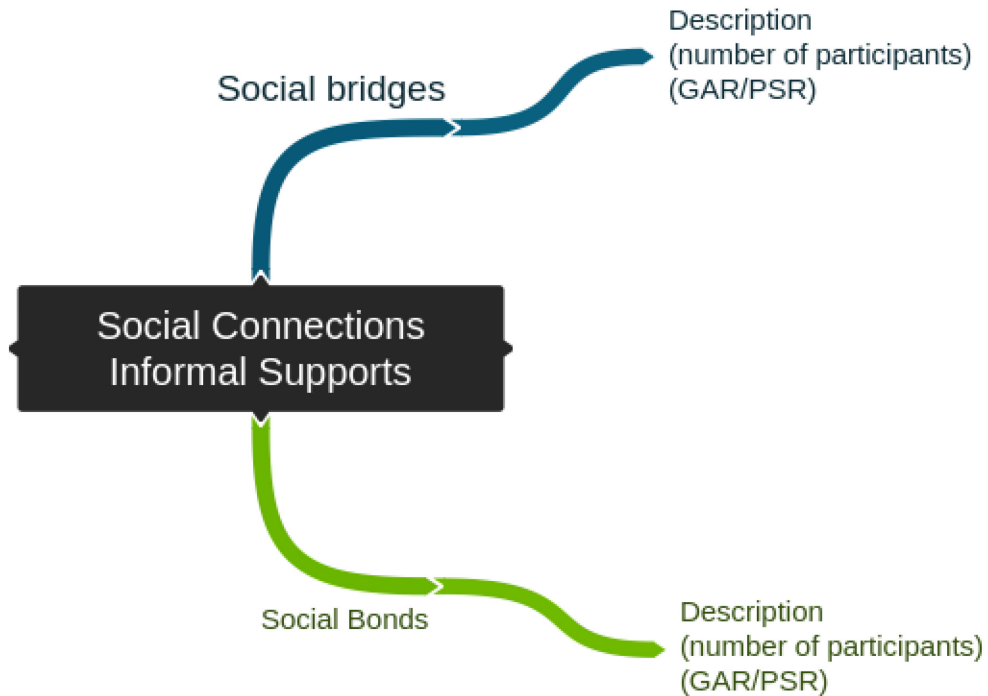 Description
(number of participants)
(GAR/PSR)
Social bridges
Social Connections
Informal Supports
Social Bonds
Description
(number of participants)
(GAR/PSR)